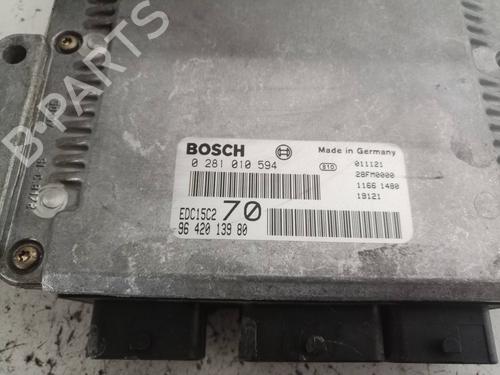 B-PARTS
BOSCH
Made in Germany
0 281 010 594
S10
011121
28FM0000
1166 1480
19121
EDC15C2 70
96 420 139 80